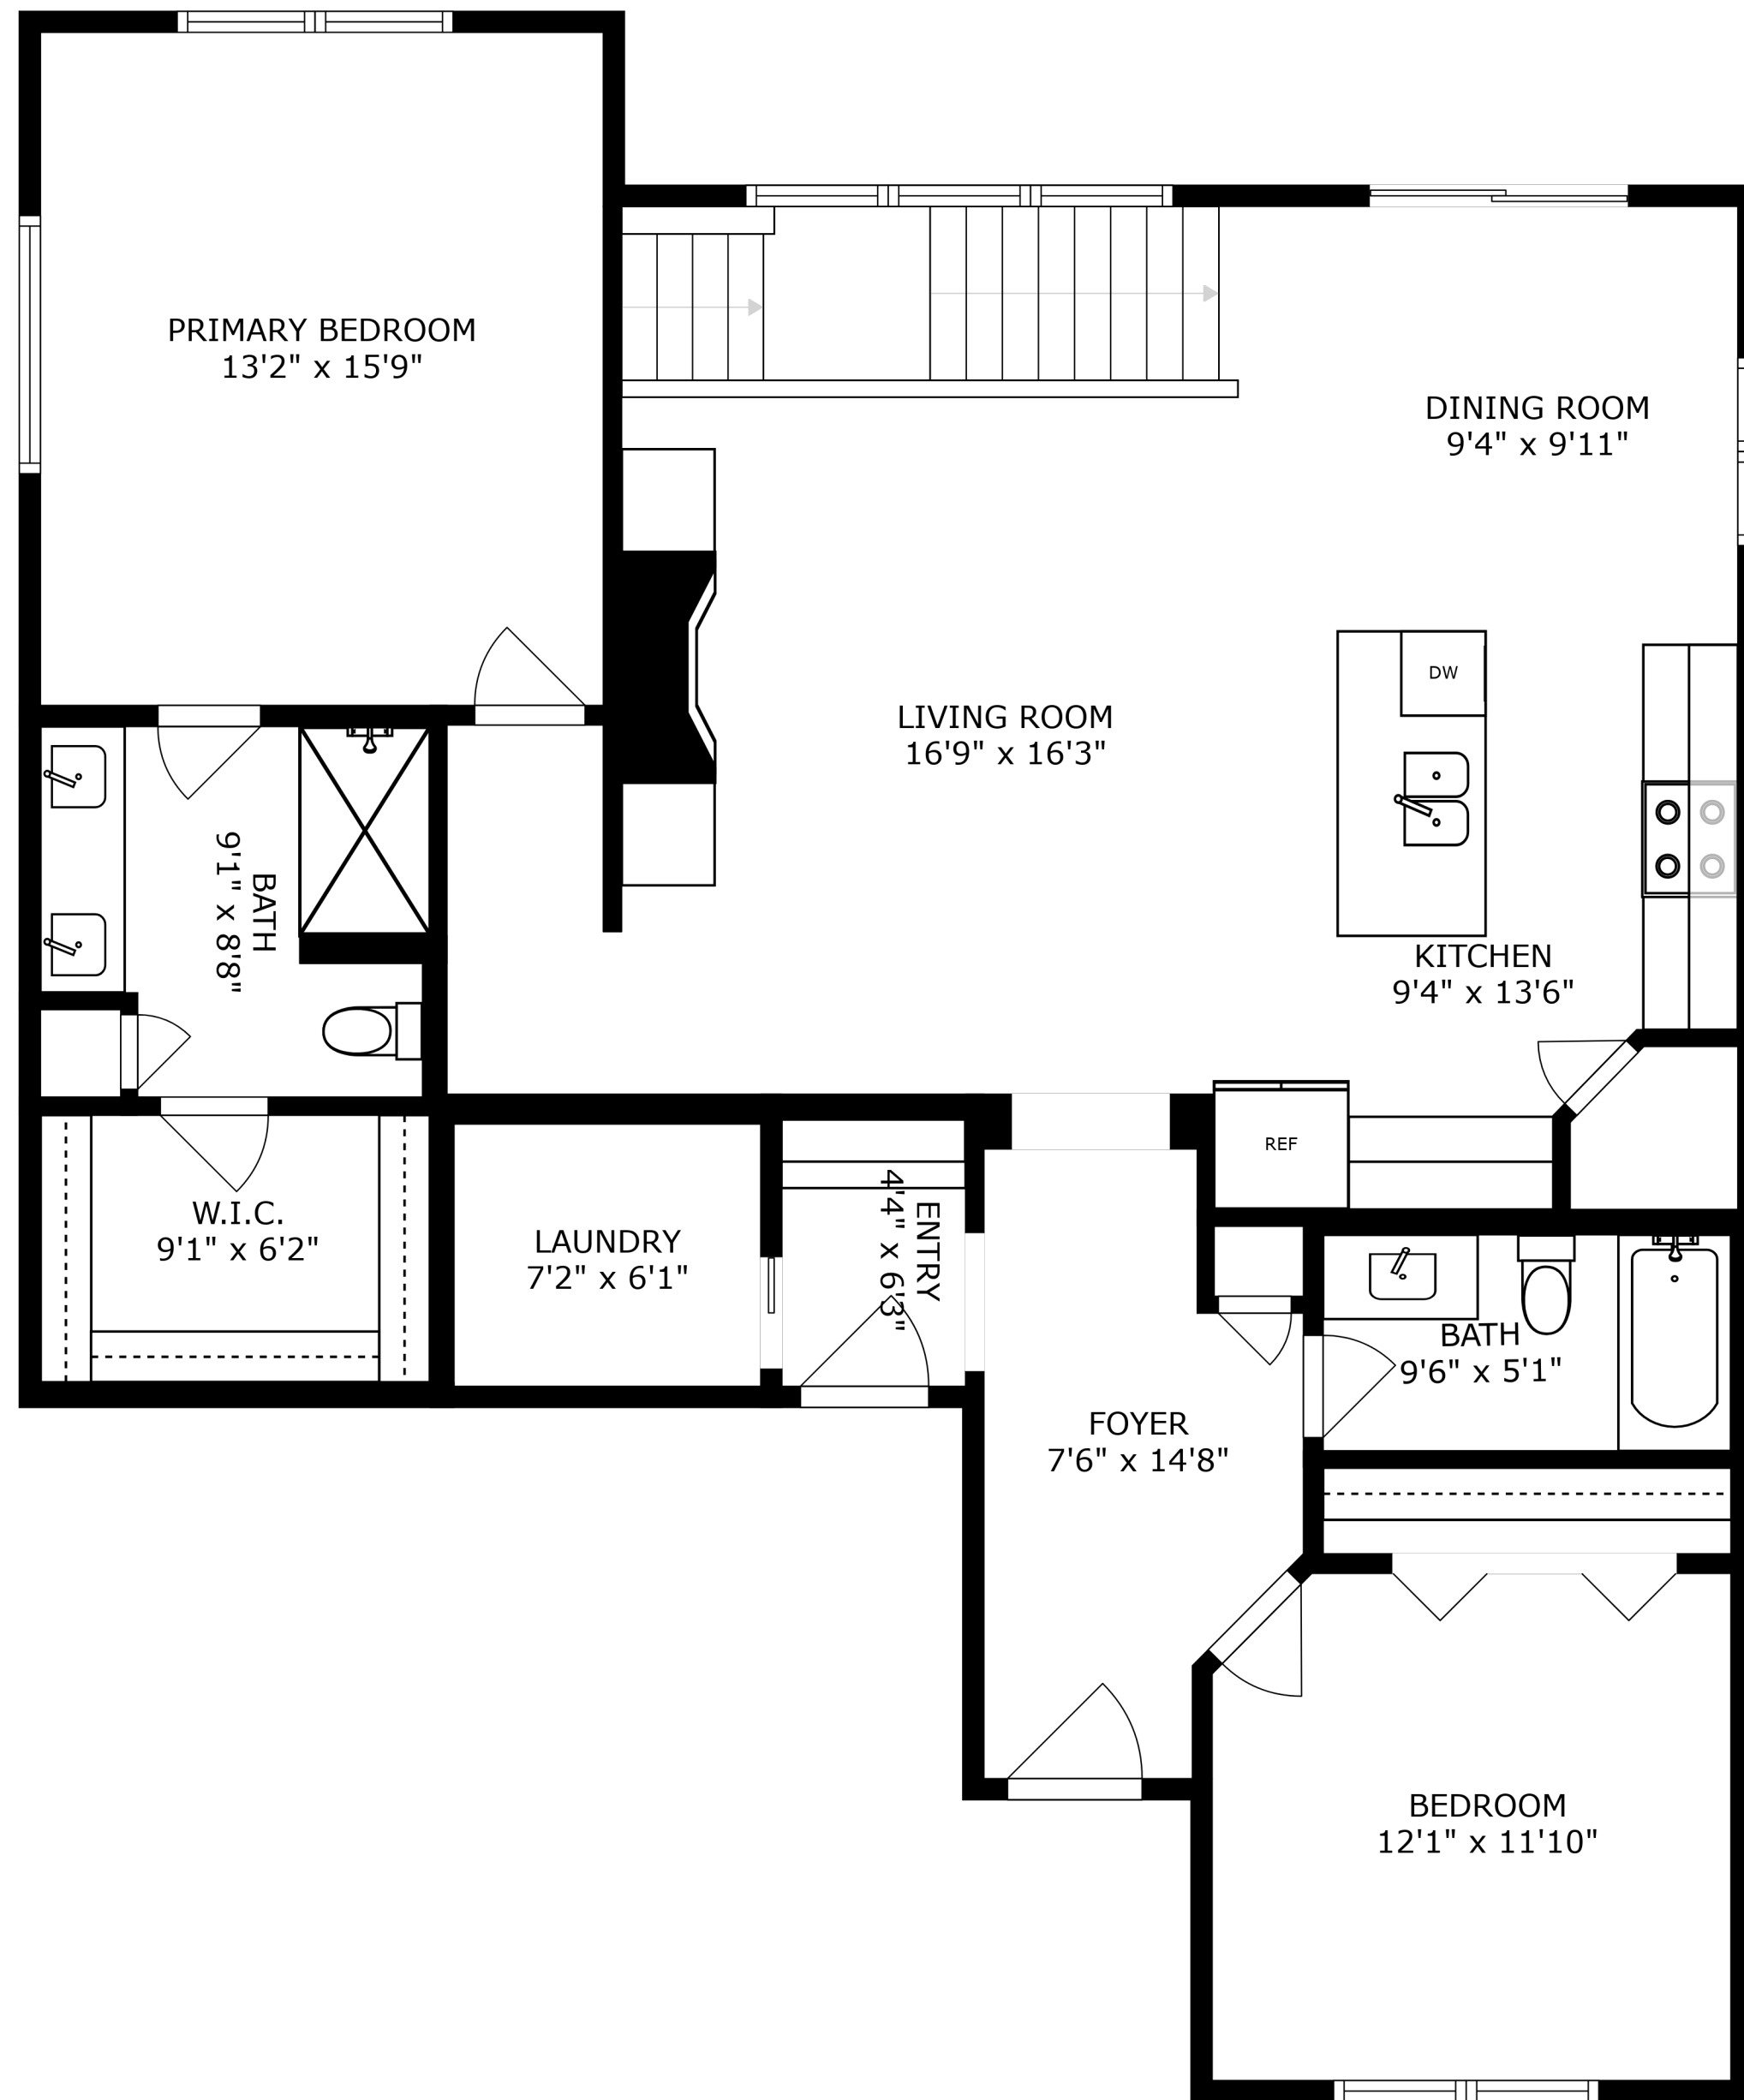 PRIMARY BEDROOM
13'2" x 15'9"
DINING ROOM
9'4" x 9'11"
DW
LIVING ROOM
16'9" x 16'3"
BATH
9'1" x 8'8"
KITCHEN
9'4" x 13'6"
REF
W.I.C.
9'1" x 6'2"
LAUNDRY
7'2" x 6'1"
ENTRY
4'4" x 6'3"
BATH
9'6" x 5'1"
FOYER
7'6" x 14'8"
BEDROOM
12'1" x 11'10"